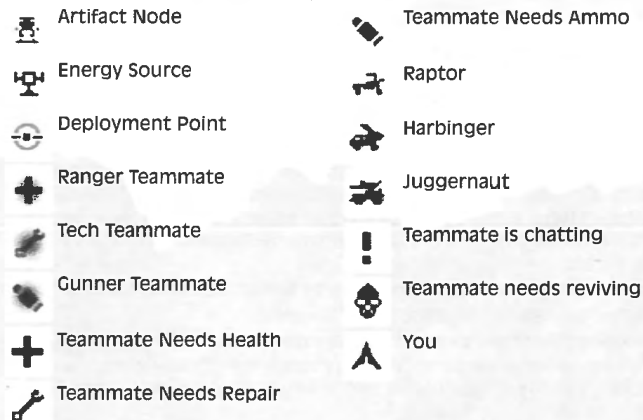 Artifact Node
Energy Source
Deployment Point
Ranger Teammate
Tech Teammate
Gunner Teammate
Teammate Needs Health
Teammate Needs Repair
Teammate Needs Ammo
Raptor
Harbinger
Juggernaut
Teammate is chatting
Teammate needs reviving
You